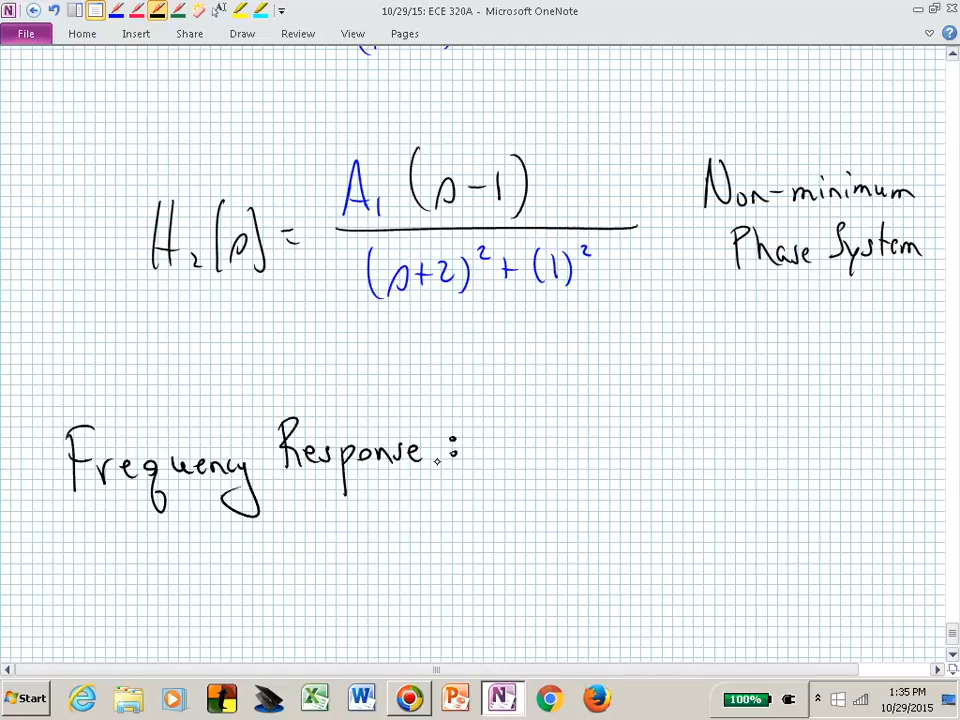 10/29/15: ECE 320A - Microsoft OneNote
File Home Insert Share Draw Review View Pages
H₂(s) = A₁ (s-1) / (s+2)² + (1)²
Non-minimum
Phase System
Frequency Response :
100%
1:35 PM
10/29/2015
Start